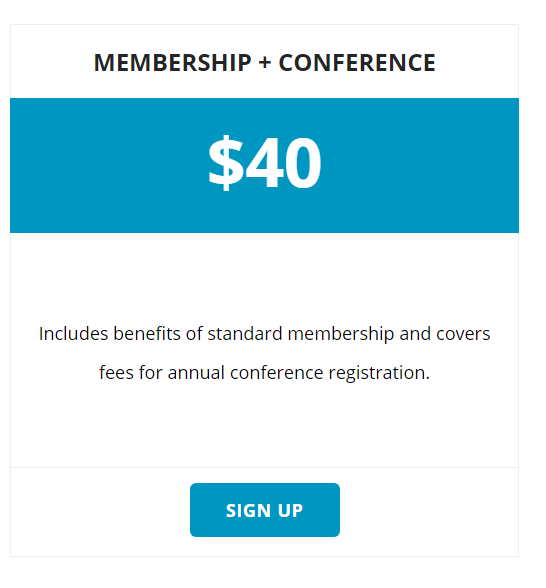 MEMBERSHIP + CONFERENCE
$40
Includes benefits of standard membership and covers
fees for annual conference registration.
SIGN UP